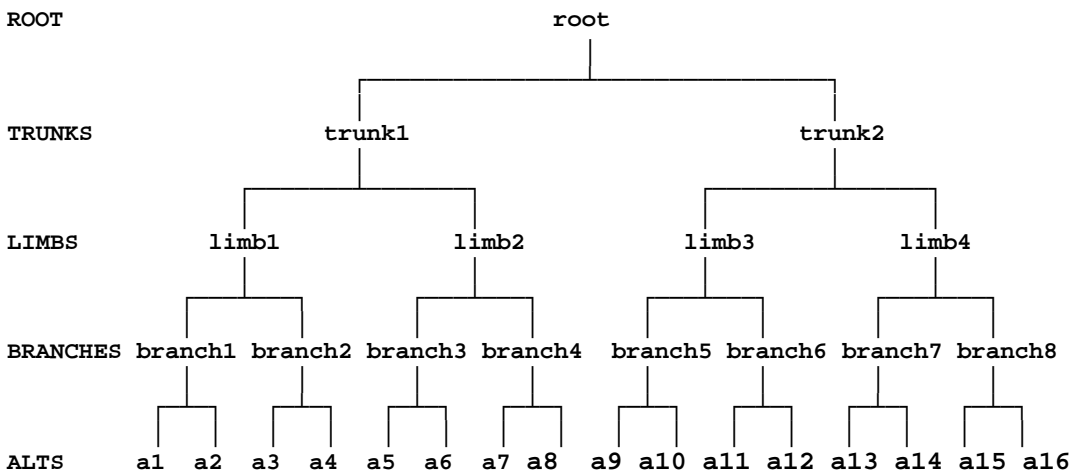 ROOT root
TRUNKS trunk1 trunk2
LIMBS limb1 limb2 limb3 limb4
BRANCHES branch1 branch2 branch3 branch4 branch5 branch6 branch7 branch8
ALTS a1 a2 a3 a4 a5 a6 a7 a8 a9 a10 a11 a12 a13 a14 a15 a16